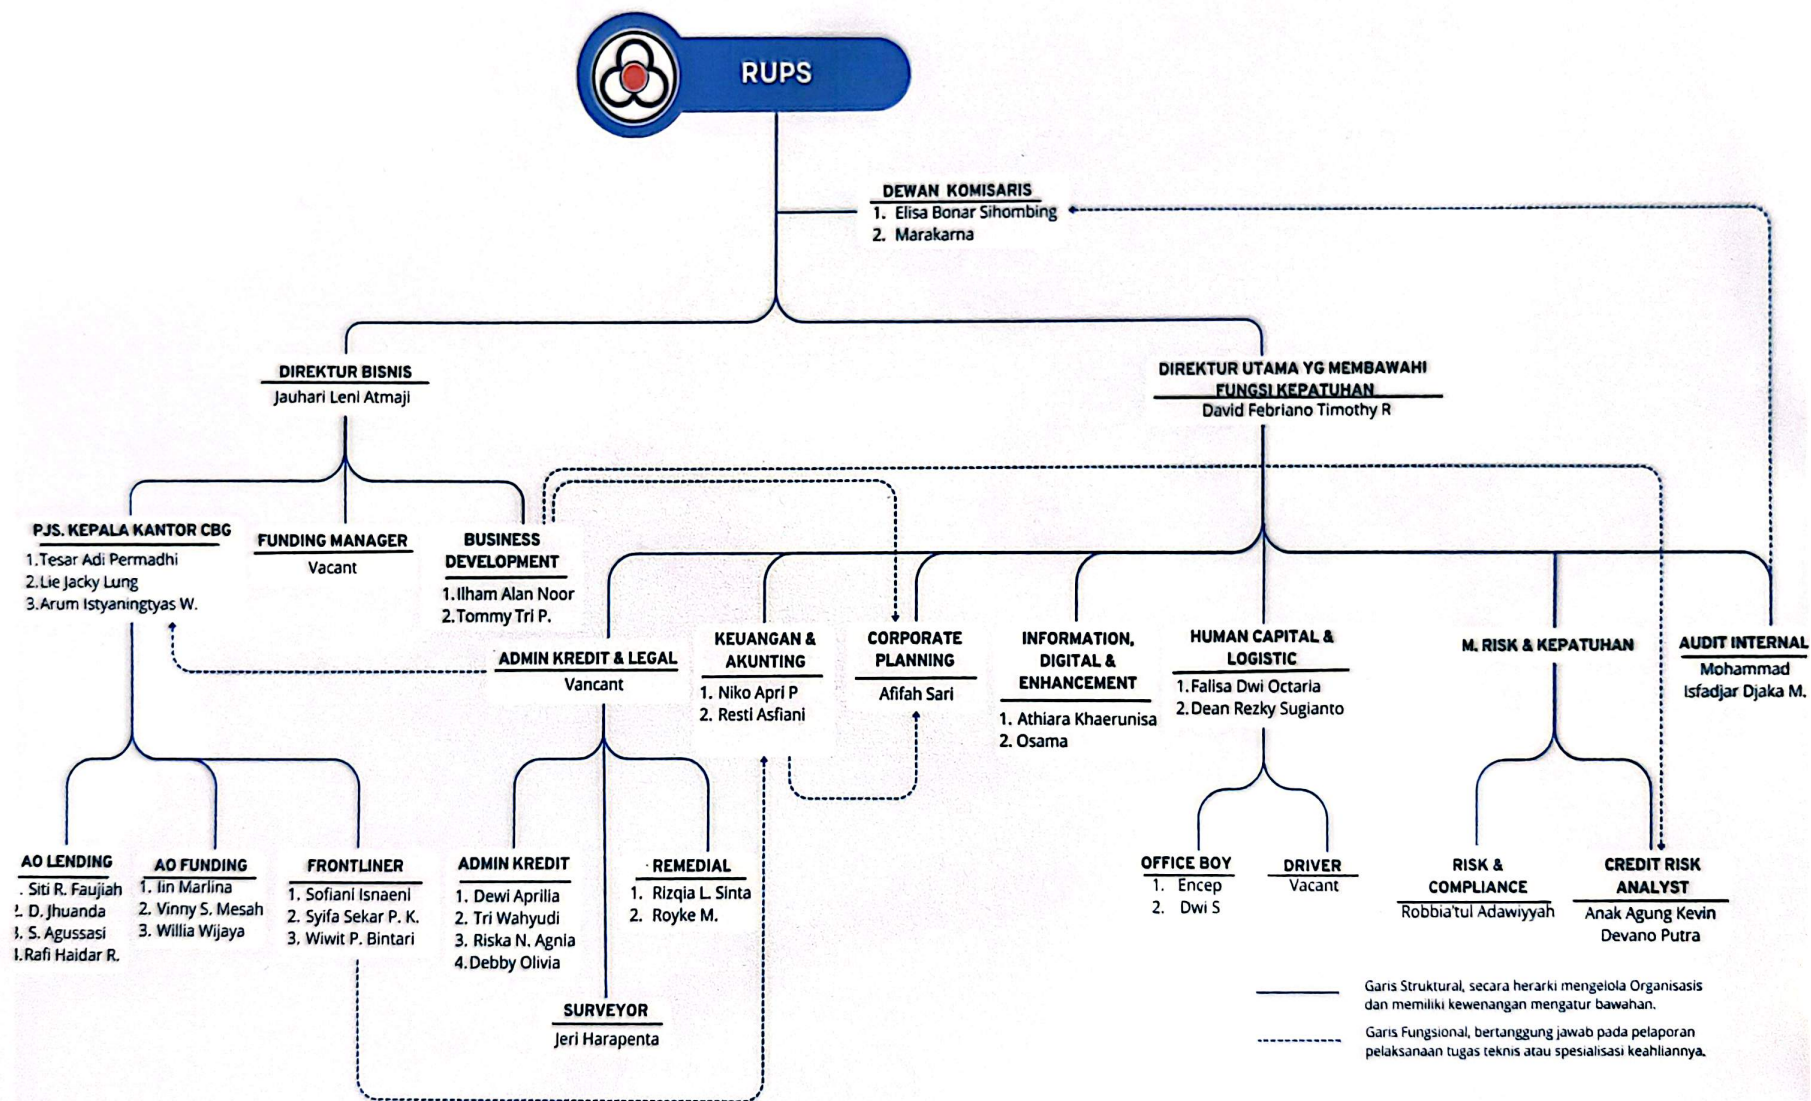 RUPS
DEWAN KOMISARIS
1. Elisa Bonar Sihombing
2. Marakarna
DIREKTUR BISNIS
Jauhari Leni Atmaji
DIREKTUR UTAMA YG MEMBAWAHI
FUNGSI KEPATUHAN
David Febriano Timothy R
PJS. KEPALA KANTOR CBG
1.Tesar Adi Permadhi
2.Lie Jacky Lung
3.Arum Istyaningtyas W.
FUNDING MANAGER
Vacant
BUSINESS
DEVELOPMENT
1.Ilham Alan Noor
2.Tommy Tri P.
ADMIN KREDIT & LEGAL
Vancant
KEUANGAN &
AKUNTING
1. Niko Apri P
2. Resti Asfiani
CORPORATE
PLANNING
Afifah Sari
INFORMATION,
DIGITAL &
ENHANCEMENT
1. Athiara Khaerunisa
2. Osama
HUMAN CAPITAL &
LOGISTIC
1.Falisa Dwi Octaria
2.Dean Rezky Sugianto
M. RISK & KEPATUHAN
AUDIT INTERNAL
Mohammad
Isfadjar Djaka M.
AO LENDING
. Siti R. Faujiah
. D. Jhuanda
. S. Agussasi
.Rafi Haidar R.
AO FUNDING
1. Iin Marlina
2. Vinny S. Mesah
3. Willia Wijaya
FRONTLINER
1. Sofiani Isnaeni
2. Syifa Sekar P. K.
3. Wiwit P. Bintari
ADMIN KREDIT
1. Dewi Aprilia
2. Tri Wahyudi
3. Riska N. Agnia
4.Debby Olivia
REMEDIAL
1. Rizqia L. Sinta
2. Royke M.
SURVEYOR
Jeri Harapenta
OFFICE BOY
1. Encep
2. Dwi S
DRIVER
Vacant
RISK &
COMPLIANCE
Robbia'tul Adawiyyah
CREDIT RISK
ANALYST
Anak Agung Kevin
Devano Putra
Garis Struktural, secara herarki mengelola Organisasis
dan memiliki kewenangan mengatur bawahan.
Garis Fungsional, bertanggung jawab pada pelaporan
pelaksanaan tugas teknis atau spesialisasi keahliannya.